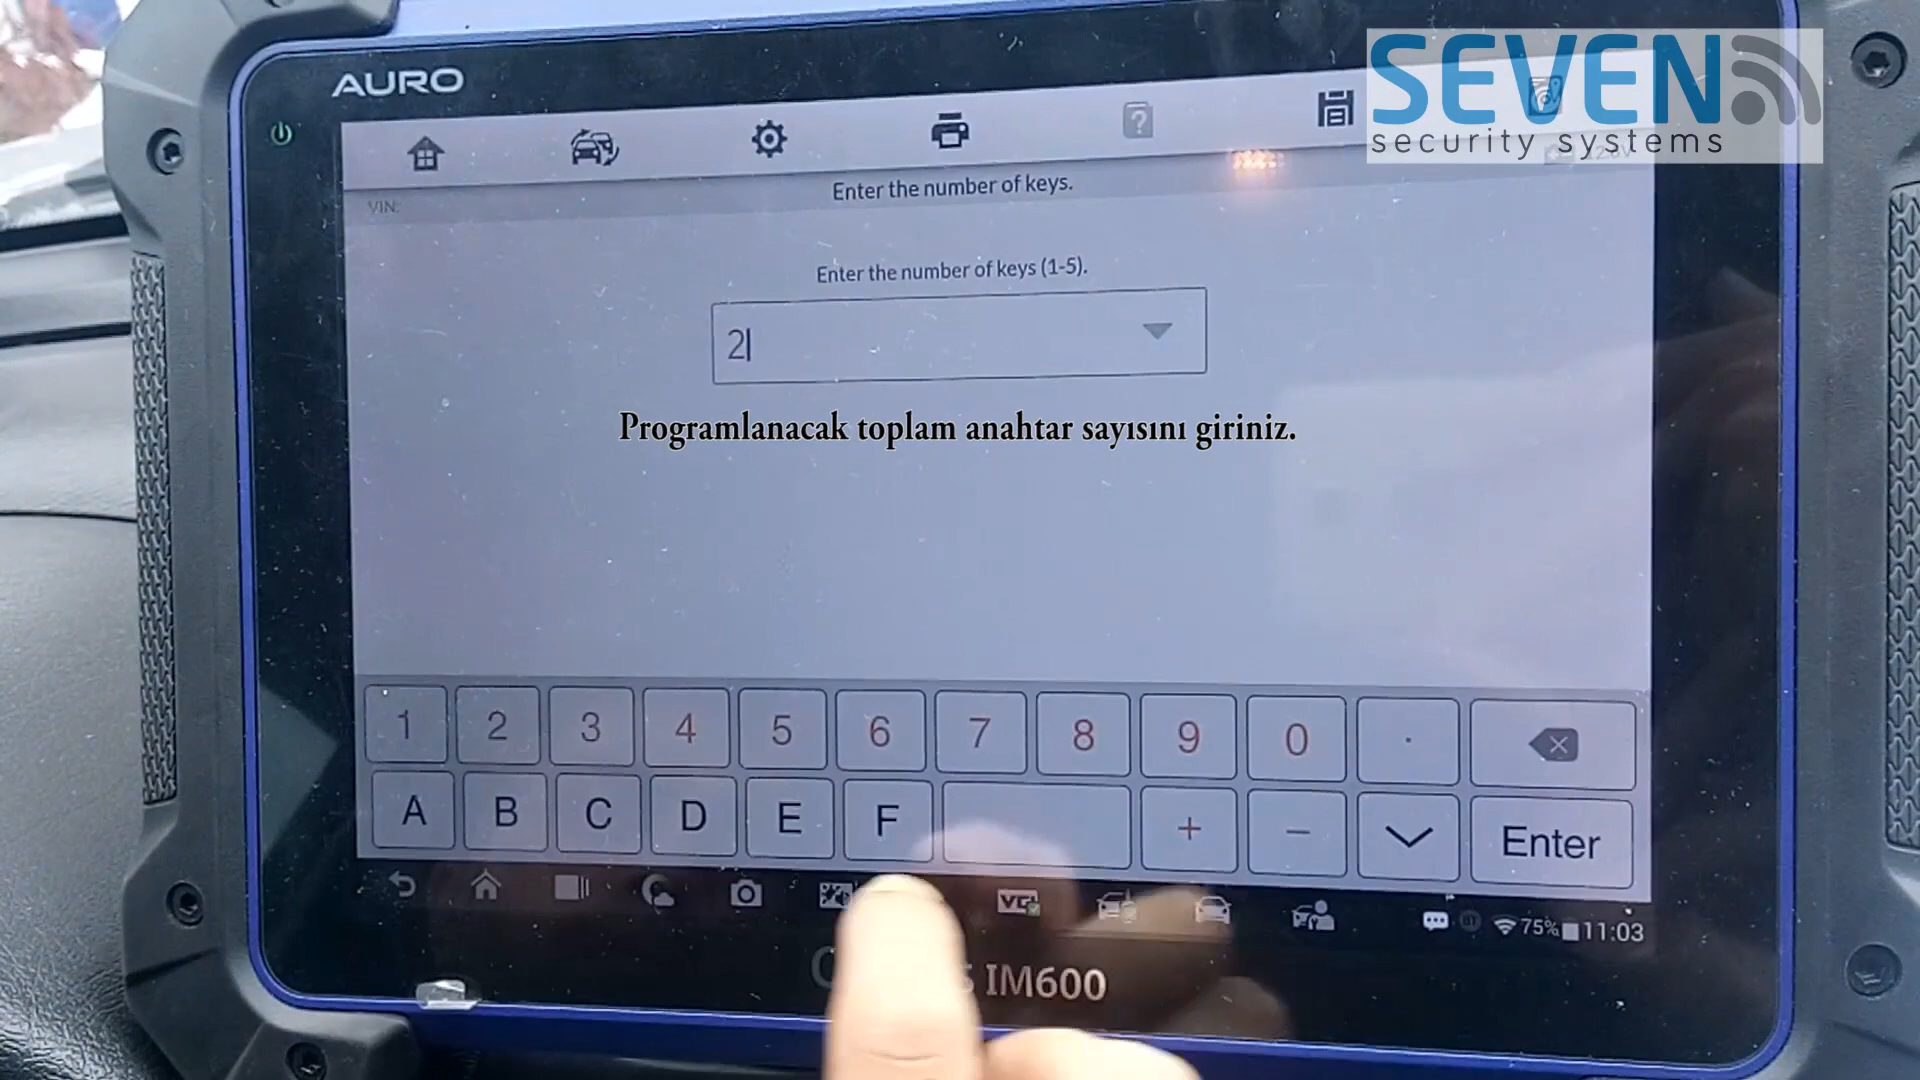 SEVEN
security systems
AURO
VIN:
Enter the number of keys.
Enter the number of keys (1-5).
2
Programlanacak toplam anahtar sayısını giriniz.
1 2 3 4 5 6 7 8 9 0 .
A B C D E F + - Enter
VCI
75% 11:03
IM600